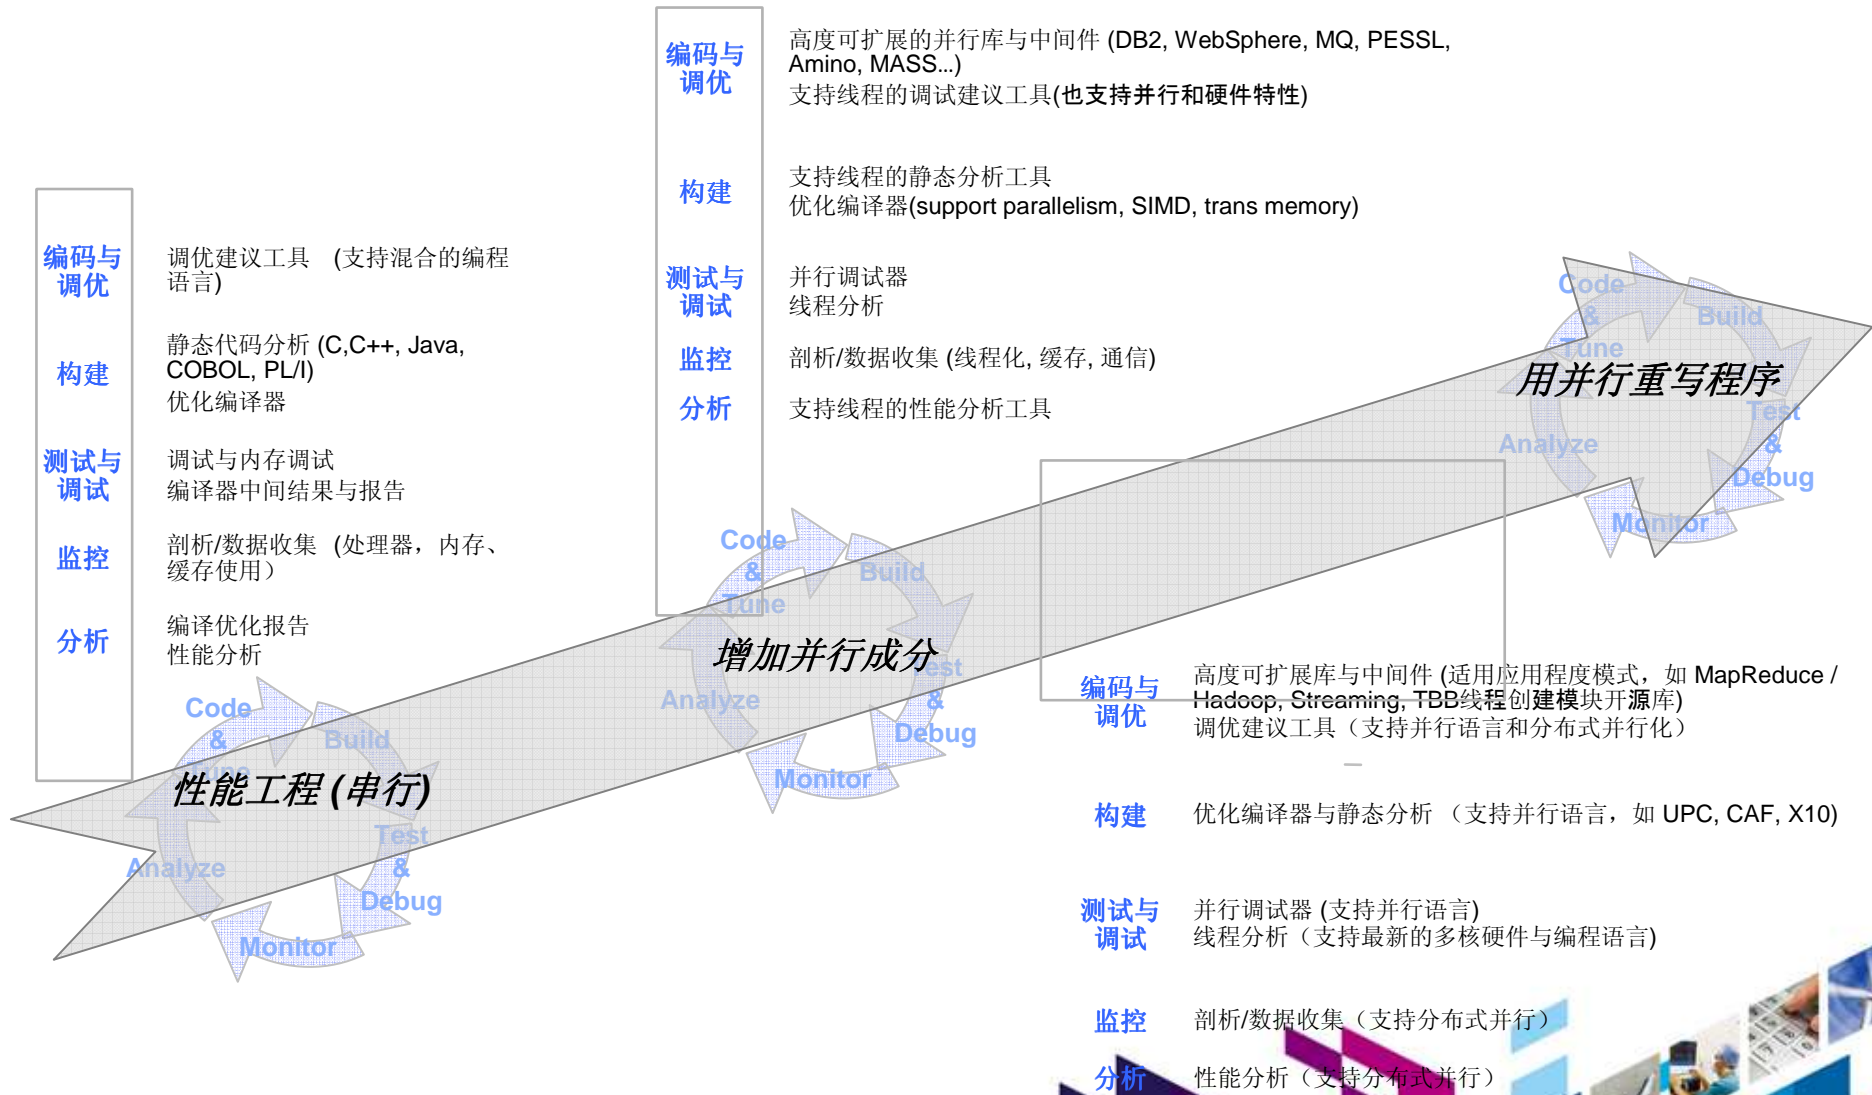 编码与
调优
高度可扩展的并行库与中间件 (DB2, WebSphere, MQ, PESSL,
Amino, MASS...)
支持线程的调试建议工具(也支持并行和硬件特性)
构建
支持线程的静态分析工具
优化编译器(support parallelism, SIMD, trans memory)
测试与
调试
并行调试器
线程分析
监控
剖析/数据收集 (线程化, 缓存, 通信)
分析
支持线程的性能分析工具
编码与
调优
调优建议工具 (支持混合的编程
语言)
构建
静态代码分析 (C,C++, Java,
COBOL, PL/I)
优化编译器
测试与
调试
调试与内存调试
编译器中间结果与报告
监控
剖析/数据收集 (处理器，内存、
缓存使用）
分析
编译优化报告
性能分析
Code
&
Tune
Build
Test
&
Debug
Monitor
Analyze
性能工程 (串行)
Code
&
Tune
Build
Test
&
Debug
Monitor
Analyze
增加并行成分
Code
&
Tune
Build
Test
&
Debug
Monitor
Analyze
用并行重写程序
编码与
调优
高度可扩展库与中间件 (适用应用程度模式，如 MapReduce /
Hadoop, Streaming, TBB线程创建模块开源库)
调优建议工具（支持并行语言和分布式并行化）
构建
优化编译器与静态分析 （支持并行语言，如 UPC, CAF, X10)
测试与
调试
并行调试器 (支持并行语言)
线程分析（支持最新的多核硬件与编程语言)
监控
剖析/数据收集（支持分布式并行）
分析
性能分析（支持分布式并行）